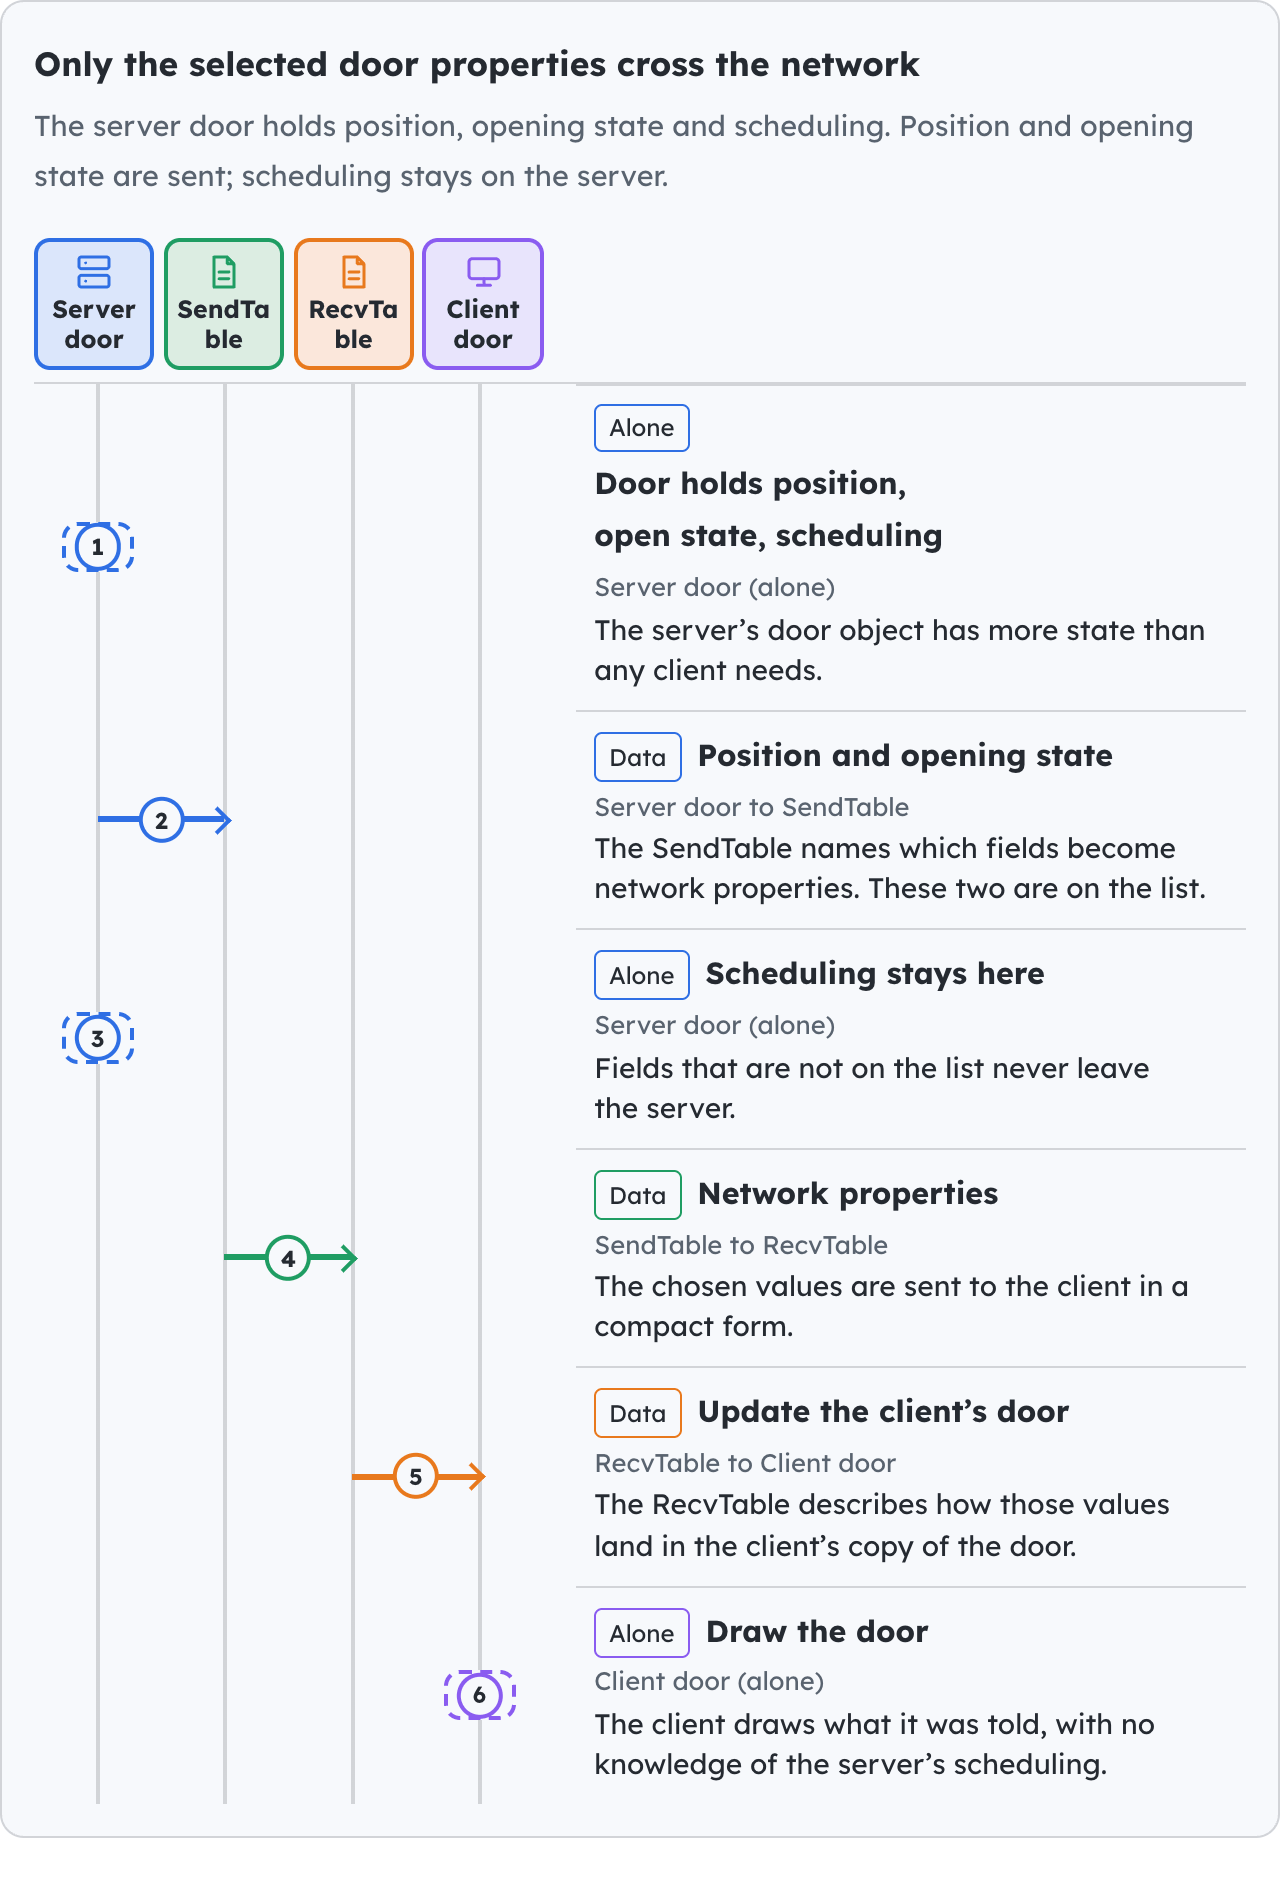 Only the selected door properties cross the network
The server door holds position, opening state and scheduling. Position and opening
state are sent; scheduling stays on the server.
Server
door
SendTa
ble
RecvTa
ble
Client
door
Alone
Door holds position,
open state, scheduling
1
Server door (alone)
The server’s door object has more state than
any client needs.
Data Position and opening state
2
Server door to SendTable
The SendTable names which fields become
network properties. These two are on the list.
Alone Scheduling stays here
3
Server door (alone)
Fields that are not on the list never leave
the server.
Data Network properties
4
SendTable to RecvTable
The chosen values are sent to the client in a
compact form.
Data Update the client’s door
5
RecvTable to Client door
The RecvTable describes how those values
land in the client’s copy of the door.
Alone Draw the door
6
Client door (alone)
The client draws what it was told, with no
knowledge of the server’s scheduling.